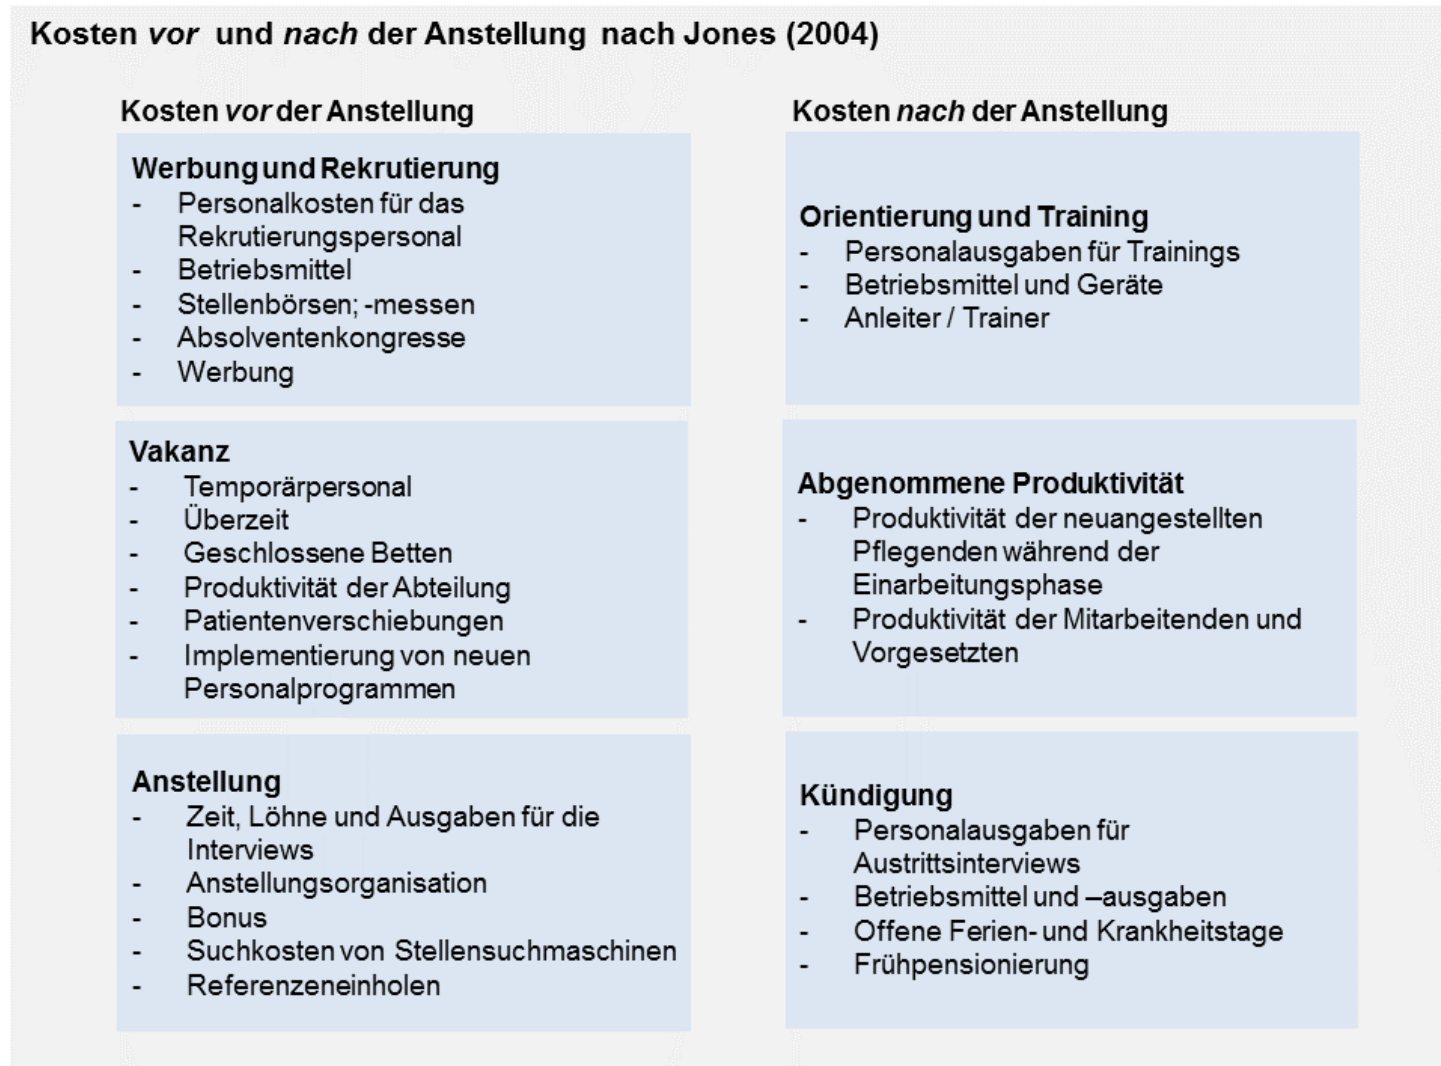 Kosten vor und nach der Anstellung nach Jones (2004)
Kosten vor der Anstellung
Werbung und Rekrutierung
- Personalkosten für das
Rekrutierungspersonal
- Betriebsmittel
- Stellenbörsen; -messen
- Absolventenkongresse
- Werbung
Vakanz
- Temporärpersonal
- Überzeit
- Geschlossene Betten
- Produktivität der Abteilung
- Patientenverschiebungen
- Implementierung von neuen
Personalprogrammen
Anstellung
- Zeit, Löhne und Ausgaben für die
Interviews
- Anstellungsorganisation
- Bonus
- Suchkosten von Stellensuchmaschinen
- Referenzeneinholen
Kosten nach der Anstellung
Orientierung und Training
- Personalausgaben für Trainings
- Betriebsmittel und Geräte
- Anleiter / Trainer
Abgenommene Produktivität
- Produktivität der neuangestellten
Pflegenden während der
Einarbeitungsphase
- Produktivität der Mitarbeitenden und
Vorgesetzten
Kündigung
- Personalausgaben für
Austrittsinterviews
- Betriebsmittel und –ausgaben
- Offene Ferien- und Krankheitstage
- Frühpensionierung